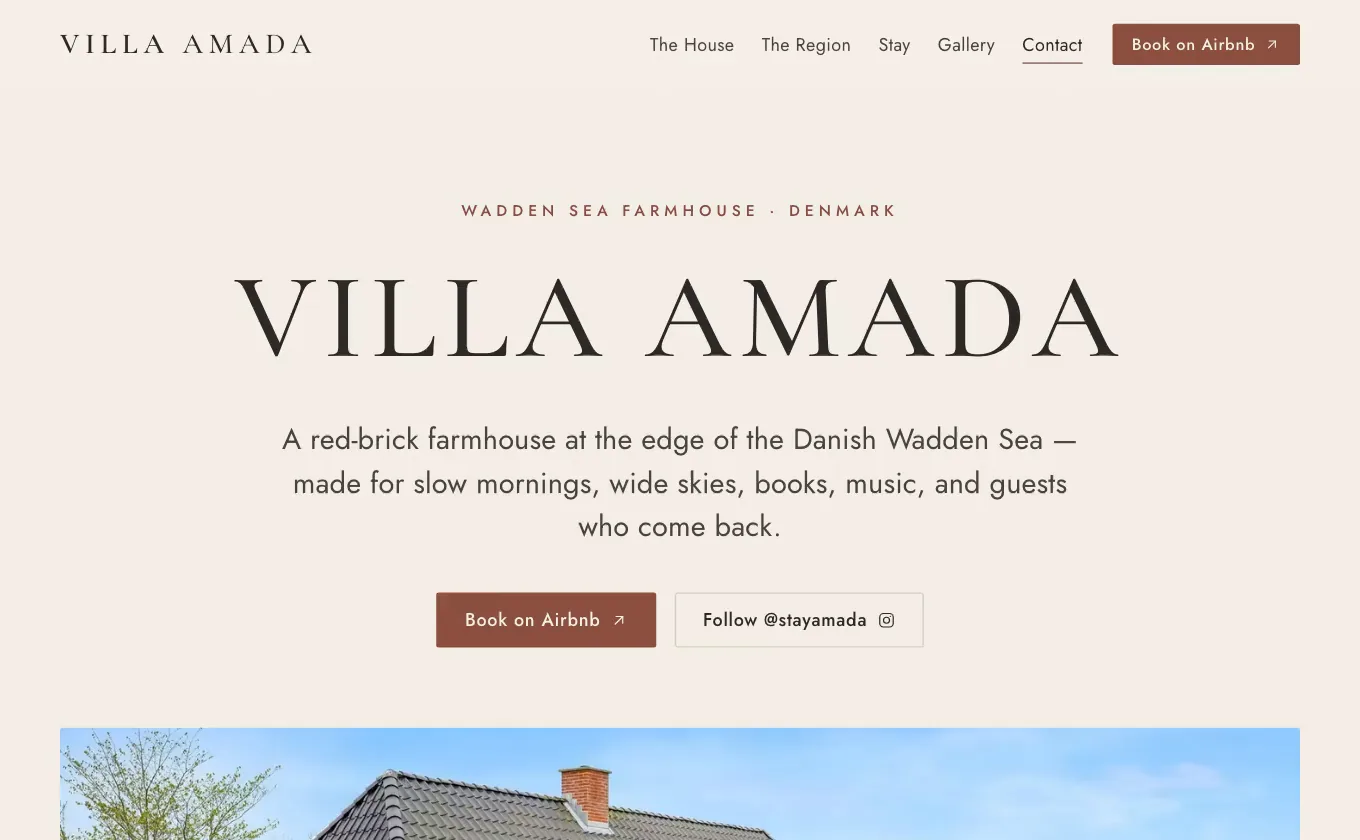 VILLA AMADA
The House
The Region
Stay
Gallery
Contact
Book on Airbnb
WADDEN SEA FARMHOUSE · DENMARK
VILLA AMADA
A red-brick farmhouse at the edge of the Danish Wadden Sea —
made for slow mornings, wide skies, books, music, and guests
who come back.
Book on Airbnb
Follow @stayamada